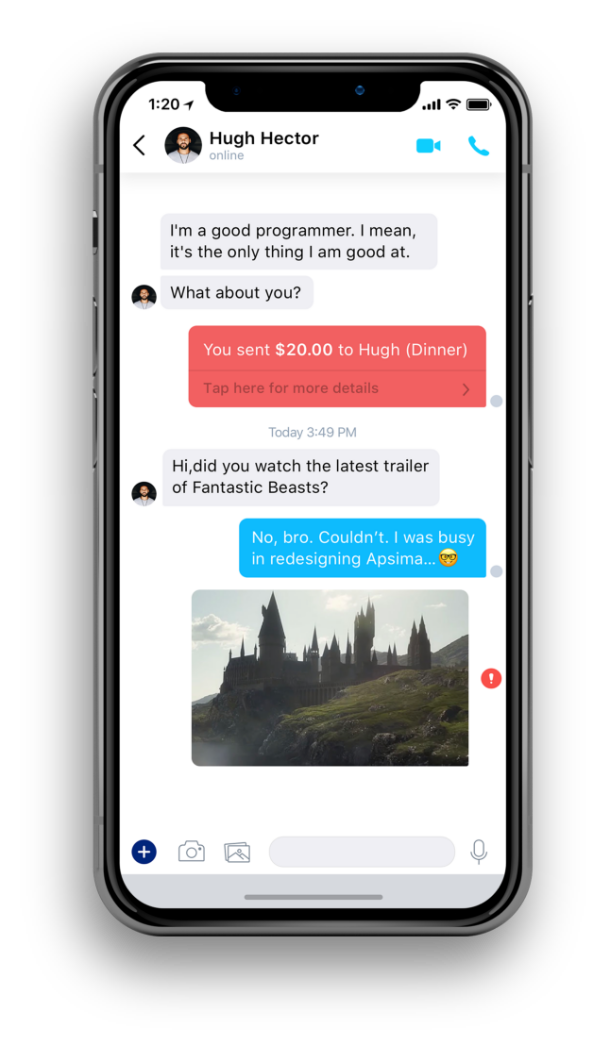 1:20
Hugh Hector
online
I'm a good programmer. I mean,
it's the only thing I am good at.
What about you?
You sent $20.00 to Hugh (Dinner)
Tap here for more details
Today 3:49 PM
Hi,did you watch the latest trailer
of Fantastic Beasts?
No, bro. Couldn’t. I was busy
in redesigning Apsima...🤓